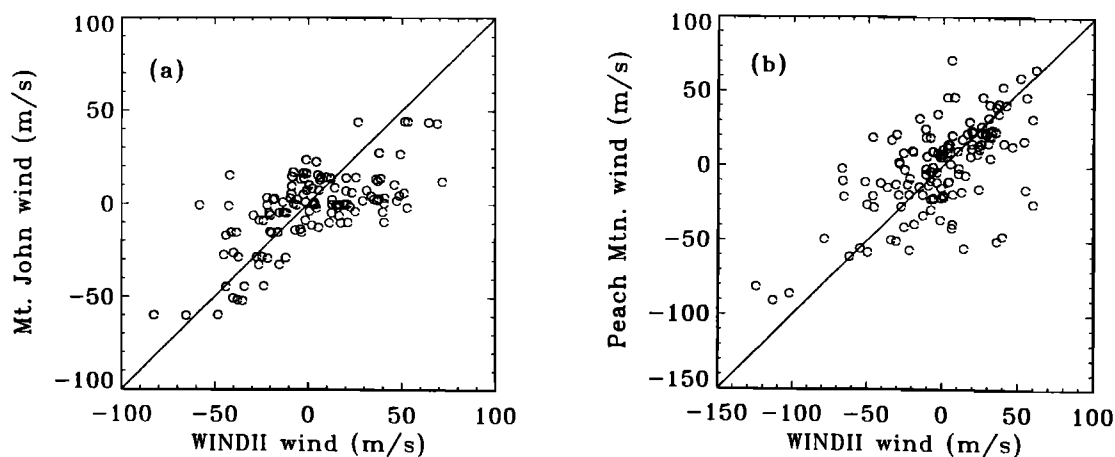 (a)
Mt. John wind (m/s)
100
50
0
−50
−100
−100 −50 0 50 100
WINDII wind (m/s)
(b)
Peach Mtn. wind (m/s)
100
50
0
−50
−100
−150
−150 −100 −50 0 50 100
WINDII wind (m/s)